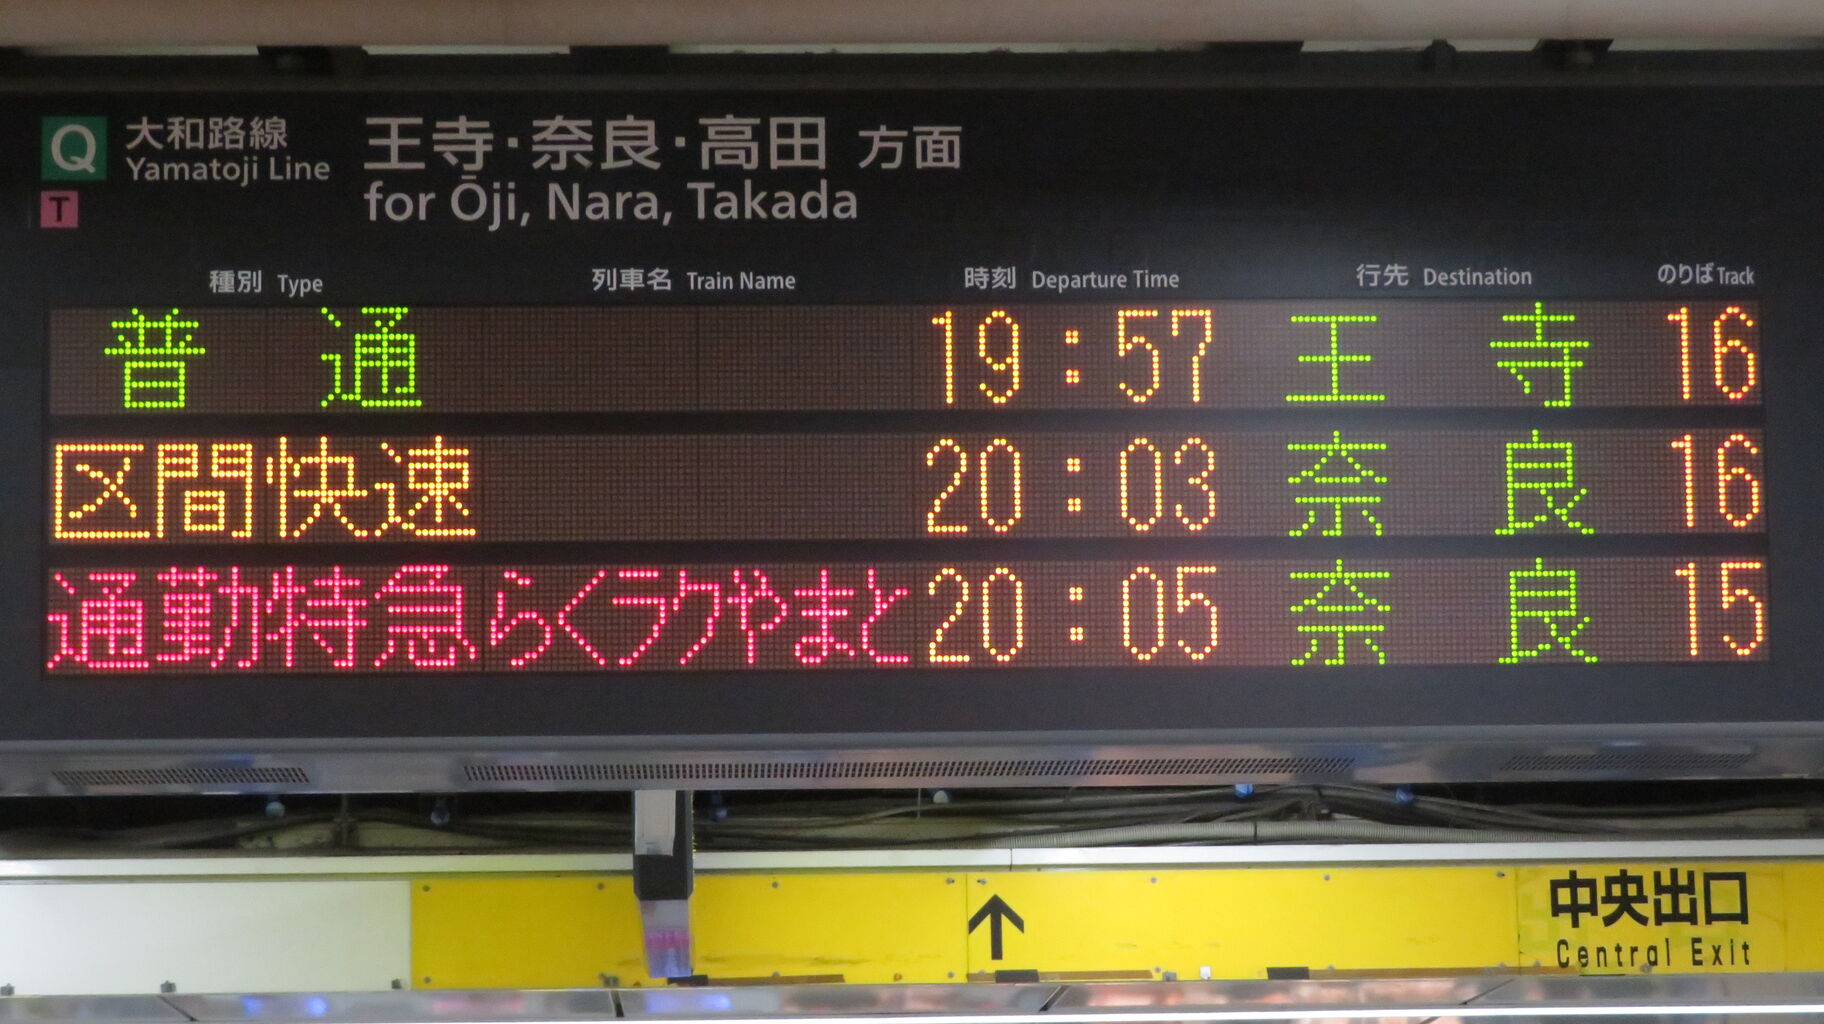 Q 大和路線 王寺・奈良・高田 方面
Yamatoji Line for Ōji, Nara, Takada
T
種別 Type 列車名 Train Name 時刻 Departure Time 行先 Destination のりば Track
普通 19:57 王寺 16
区間快速 20:03 奈良 16
通勤特急 らくラクやまと 20:05 奈良 15
中央出口
Central Exit